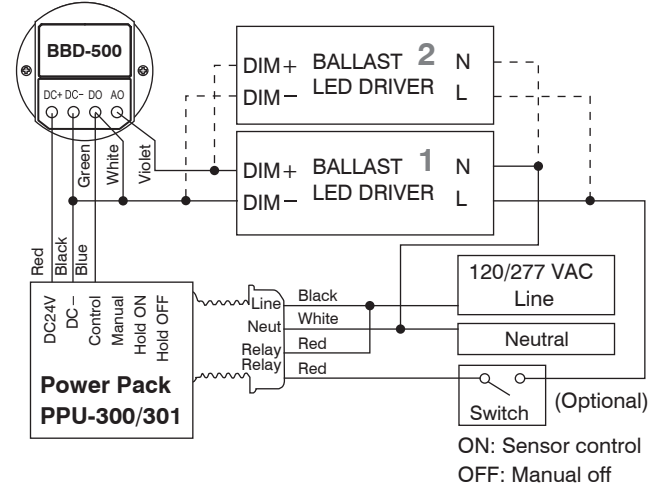 BBD-500
DC+ DC− DO AO
Green
White
Violet
Red
Black
Blue
DIM+ BALLAST 2 N
DIM− LED DRIVER L
DIM+ BALLAST 1 N
DIM− LED DRIVER L
DC24V
DC−
Control
Manual
Hold ON
Hold OFF
Power Pack
PPU-300/301
Line Black
Neut White
Relay Red
Relay Red
120/277 VAC
Line
Neutral
Switch
(Optional)
ON: Sensor control
OFF: Manual off